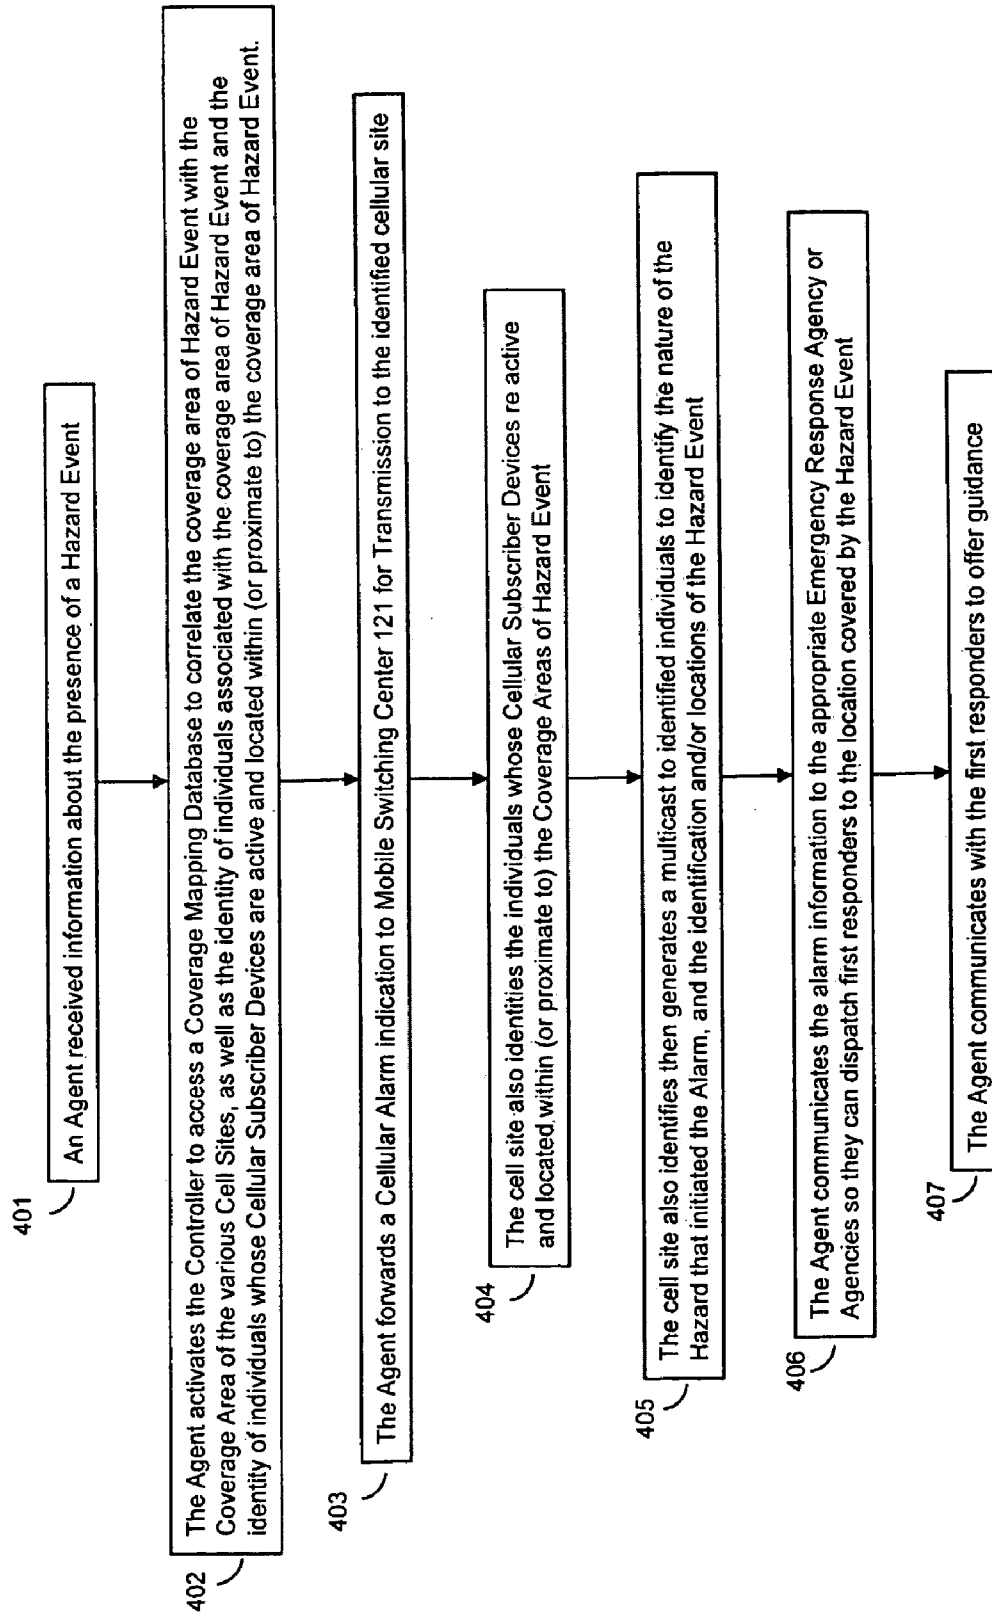 401
An Agent received information about the presence of a Hazard Event
402
The Agent activates the Controller to access a Coverage Mapping Database to correlate the coverage area of Hazard Event with the
Coverage Area of the various Cell Sites, as well as the identity of individuals associated with the coverage area of Hazard Event and the
identity of individuals whose Cellular Subscriber Devices are active and located within (or proximate to) the coverage area of Hazard Event.
403
The Agent forwards a Cellular Alarm indication to Mobile Switching Center 121 for Transmission to the identified cellular site
404
The cell site also identities the individuals whose Cellular Subscriber Devices re active
and located within (or proximate to) the Coverage Areas of Hazard Event
405
The cell site also identifies then generates a multicast to identified individuals to identify the nature of the
Hazard that initiated the Alarm, and the identification and/or locations of the Hazard Event
406
The Agent communicates the alarm information to the appropriate Emergency Response Agency or
Agencies so they can dispatch first responders to the location covered by the Hazard Event
407
The Agent communicates with the first responders to offer guidance